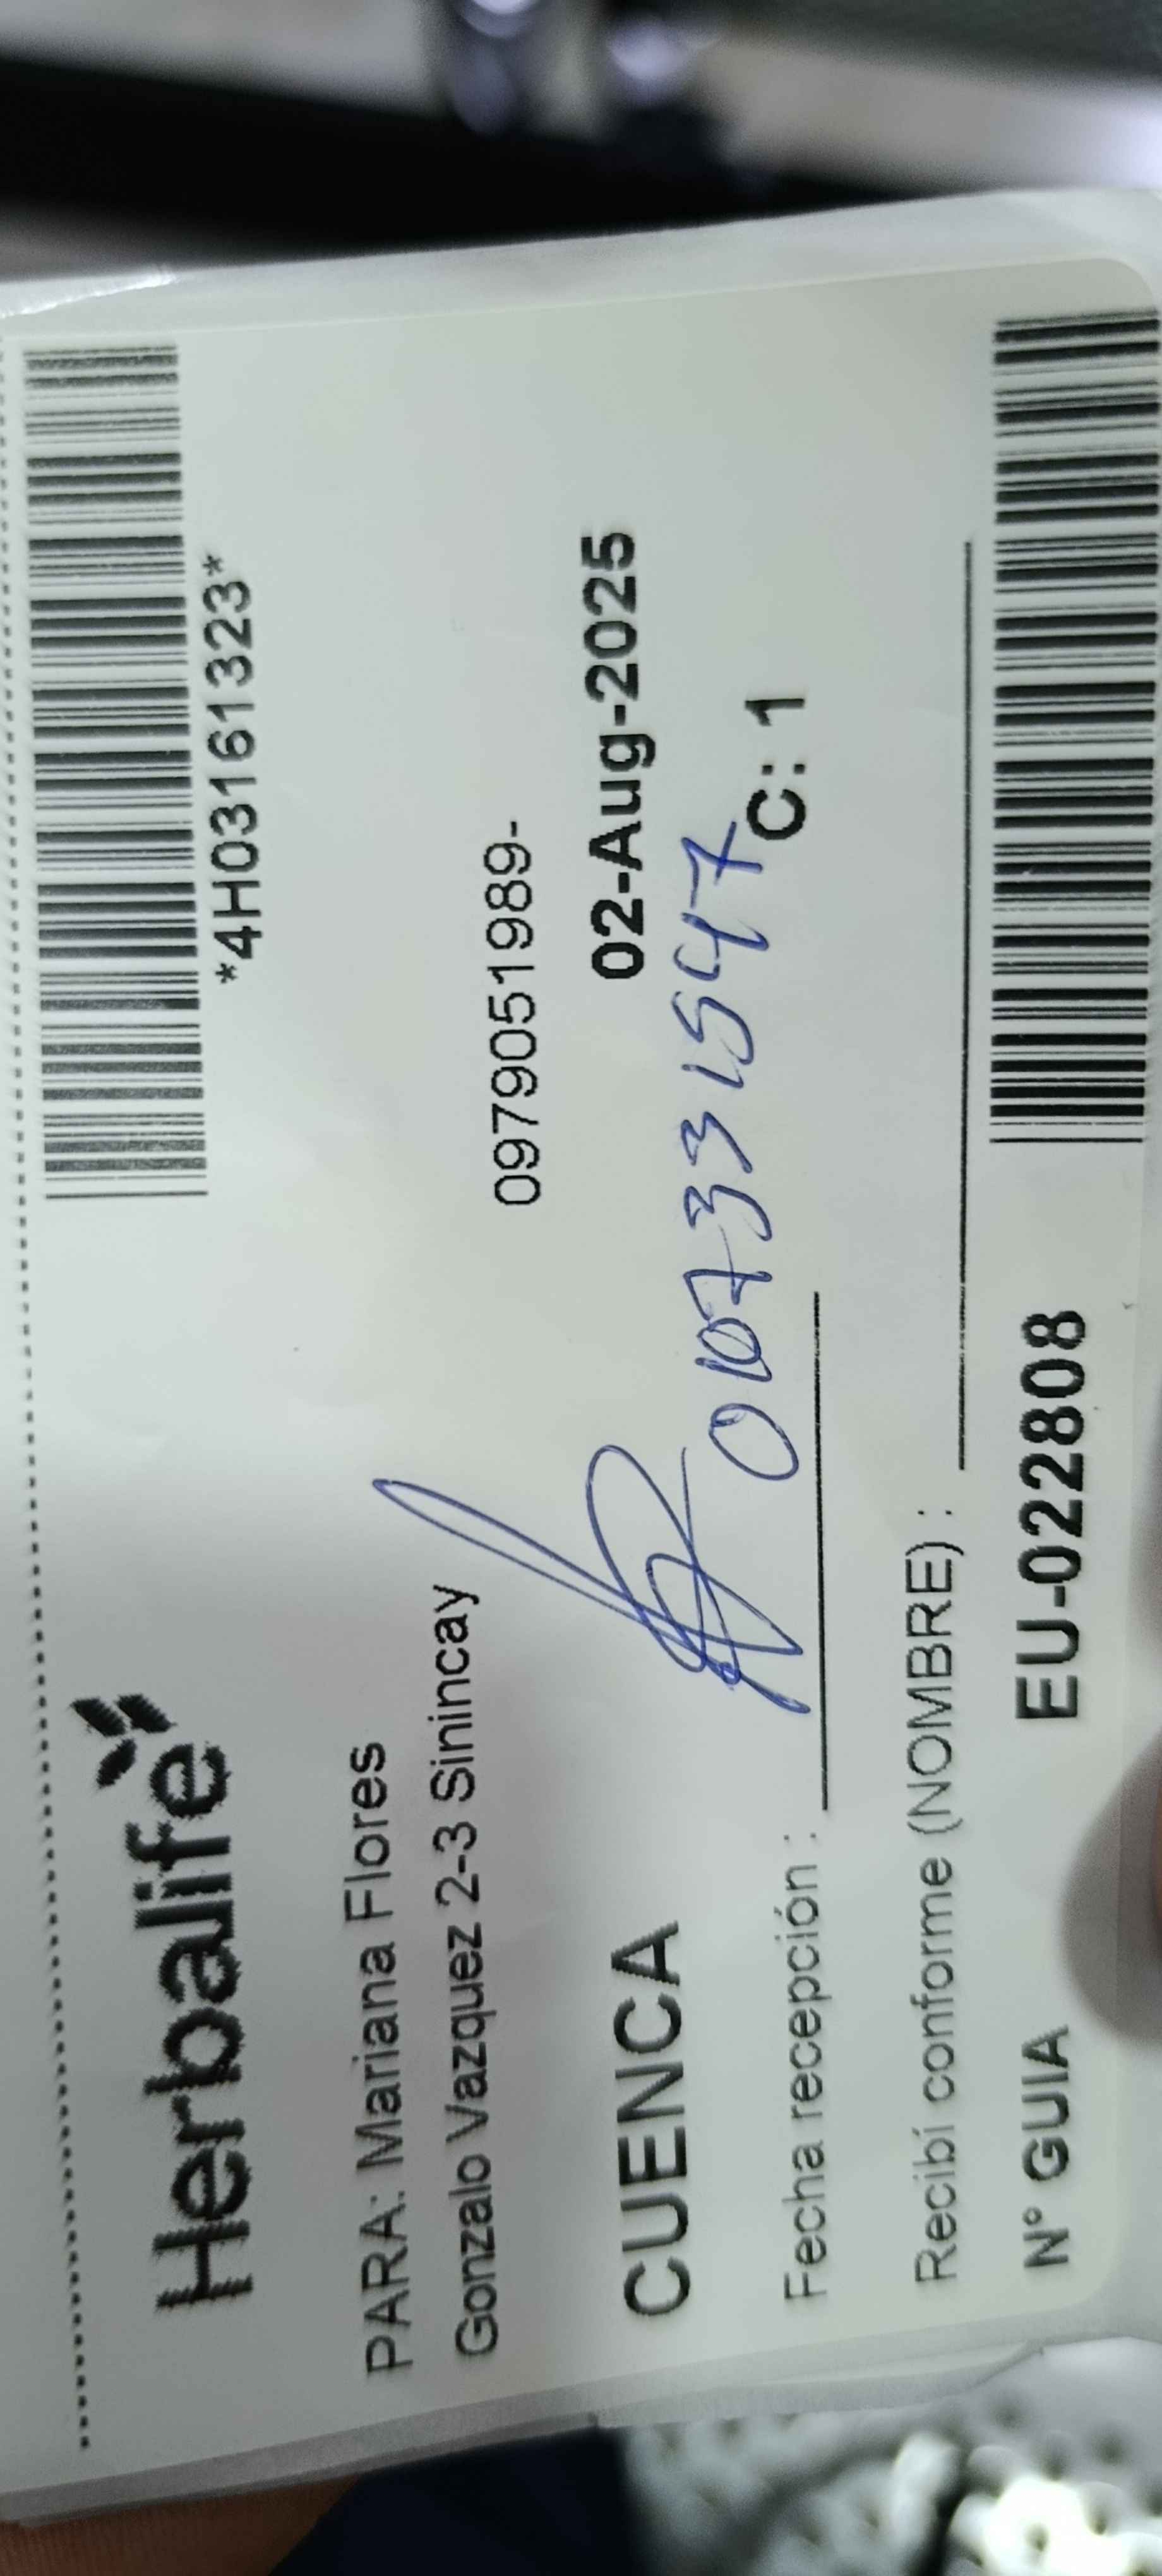 *4H03161323*
Herbalife
PARA: Mariana Flores
Gonzalo Vazquez 2-3 Sinincay
0979051989-
CUENCA
02-Aug-2025
0107331547
C: 1
Fecha recepción :
Recibí conforme (NOMBRE) :
N° GUIA EU-022808